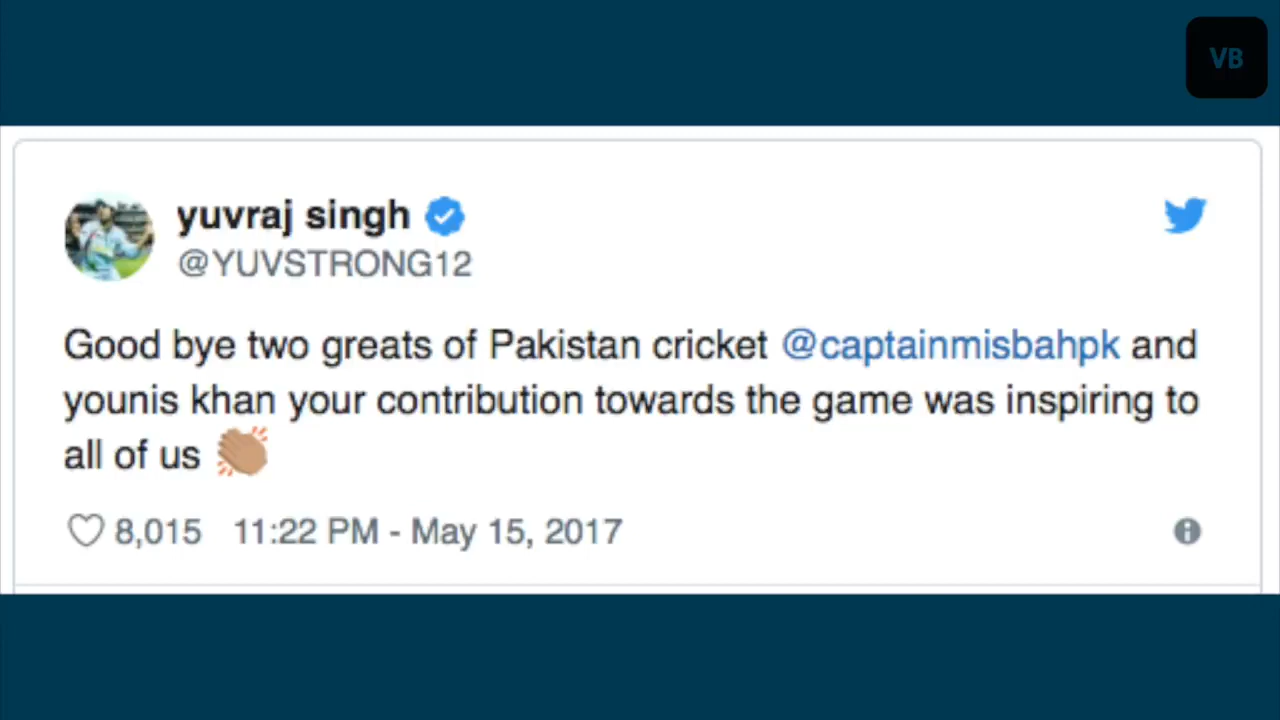 VB
yuvraj singh
@YUVSTRONG12
Good bye two greats of Pakistan cricket @captainmisbahpk and
younis khan your contribution towards the game was inspiring to
all of us 👏🏽
8,015 11:22 PM - May 15, 2017